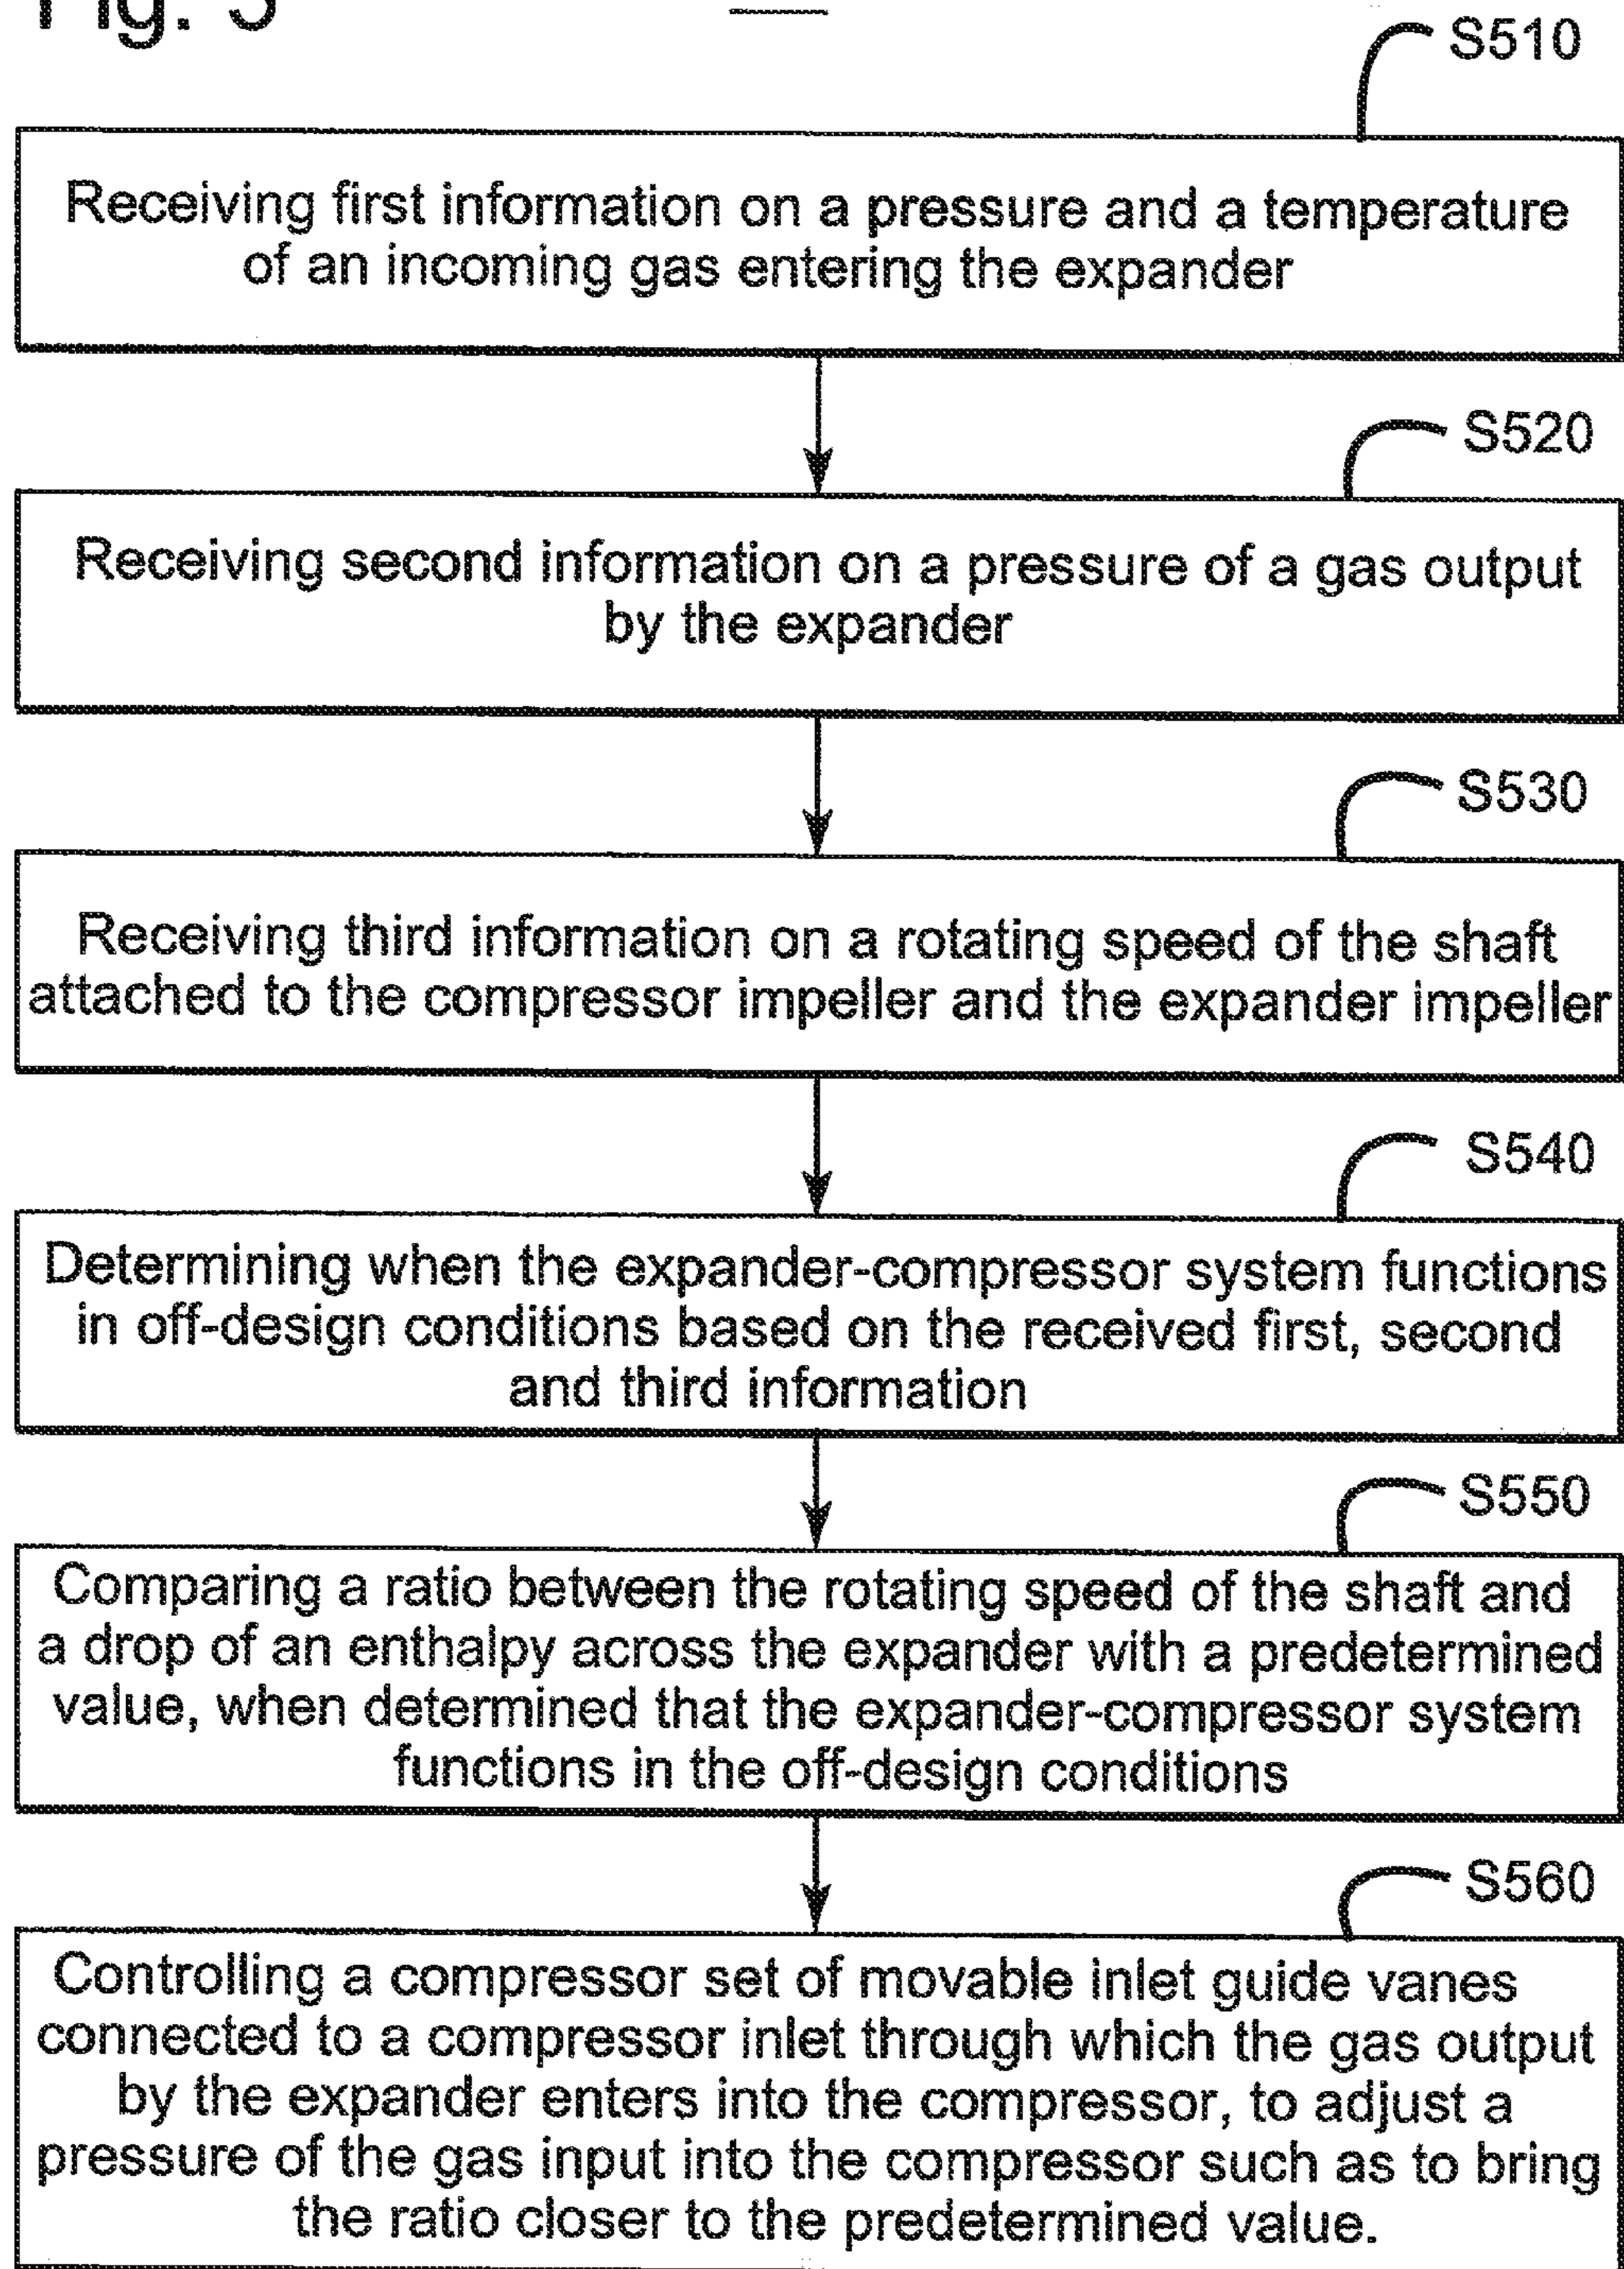 Fig. 5
S510
Receiving first information on a pressure and a temperature
of an incoming gas entering the expander
S520
Receiving second information on a pressure of a gas output
by the expander
S530
Receiving third information on a rotating speed of the shaft
attached to the compressor impeller and the expander impeller
S540
Determining when the expander-compressor system functions
in off-design conditions based on the received first, second
and third information
S550
Comparing a ratio between the rotating speed of the shaft and
a drop of an enthalpy across the expander with a predetermined
value, when determined that the expander-compressor system
functions in the off-design conditions
S560
Controlling a compressor set of movable inlet guide vanes
connected to a compressor inlet through which the gas output
by the expander enters into the compressor, to adjust a
pressure of the gas input into the compressor such as to bring
the ratio closer to the predetermined value.